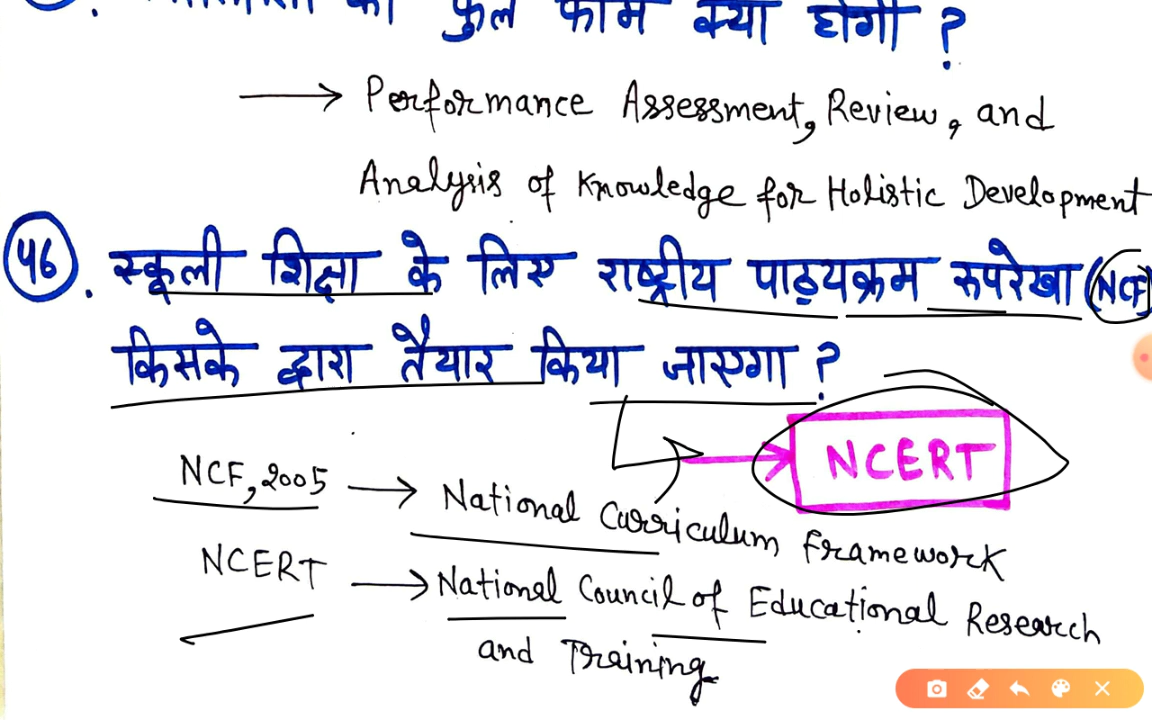 का फुल फॉर्म क्या होगा ?
→ Performance Assessment, Review, and
Analysis of Knowledge for Holistic Development
46. स्कूली शिक्षा के लिए राष्ट्रीय पाठ्यक्रम रूपरेखा (NCF)
किसके द्वारा तैयार किया जाएगा ?
→ NCERT
NCF, 2005 → National Curriculum Framework
NCERT → National Council of Educational Research
and Training